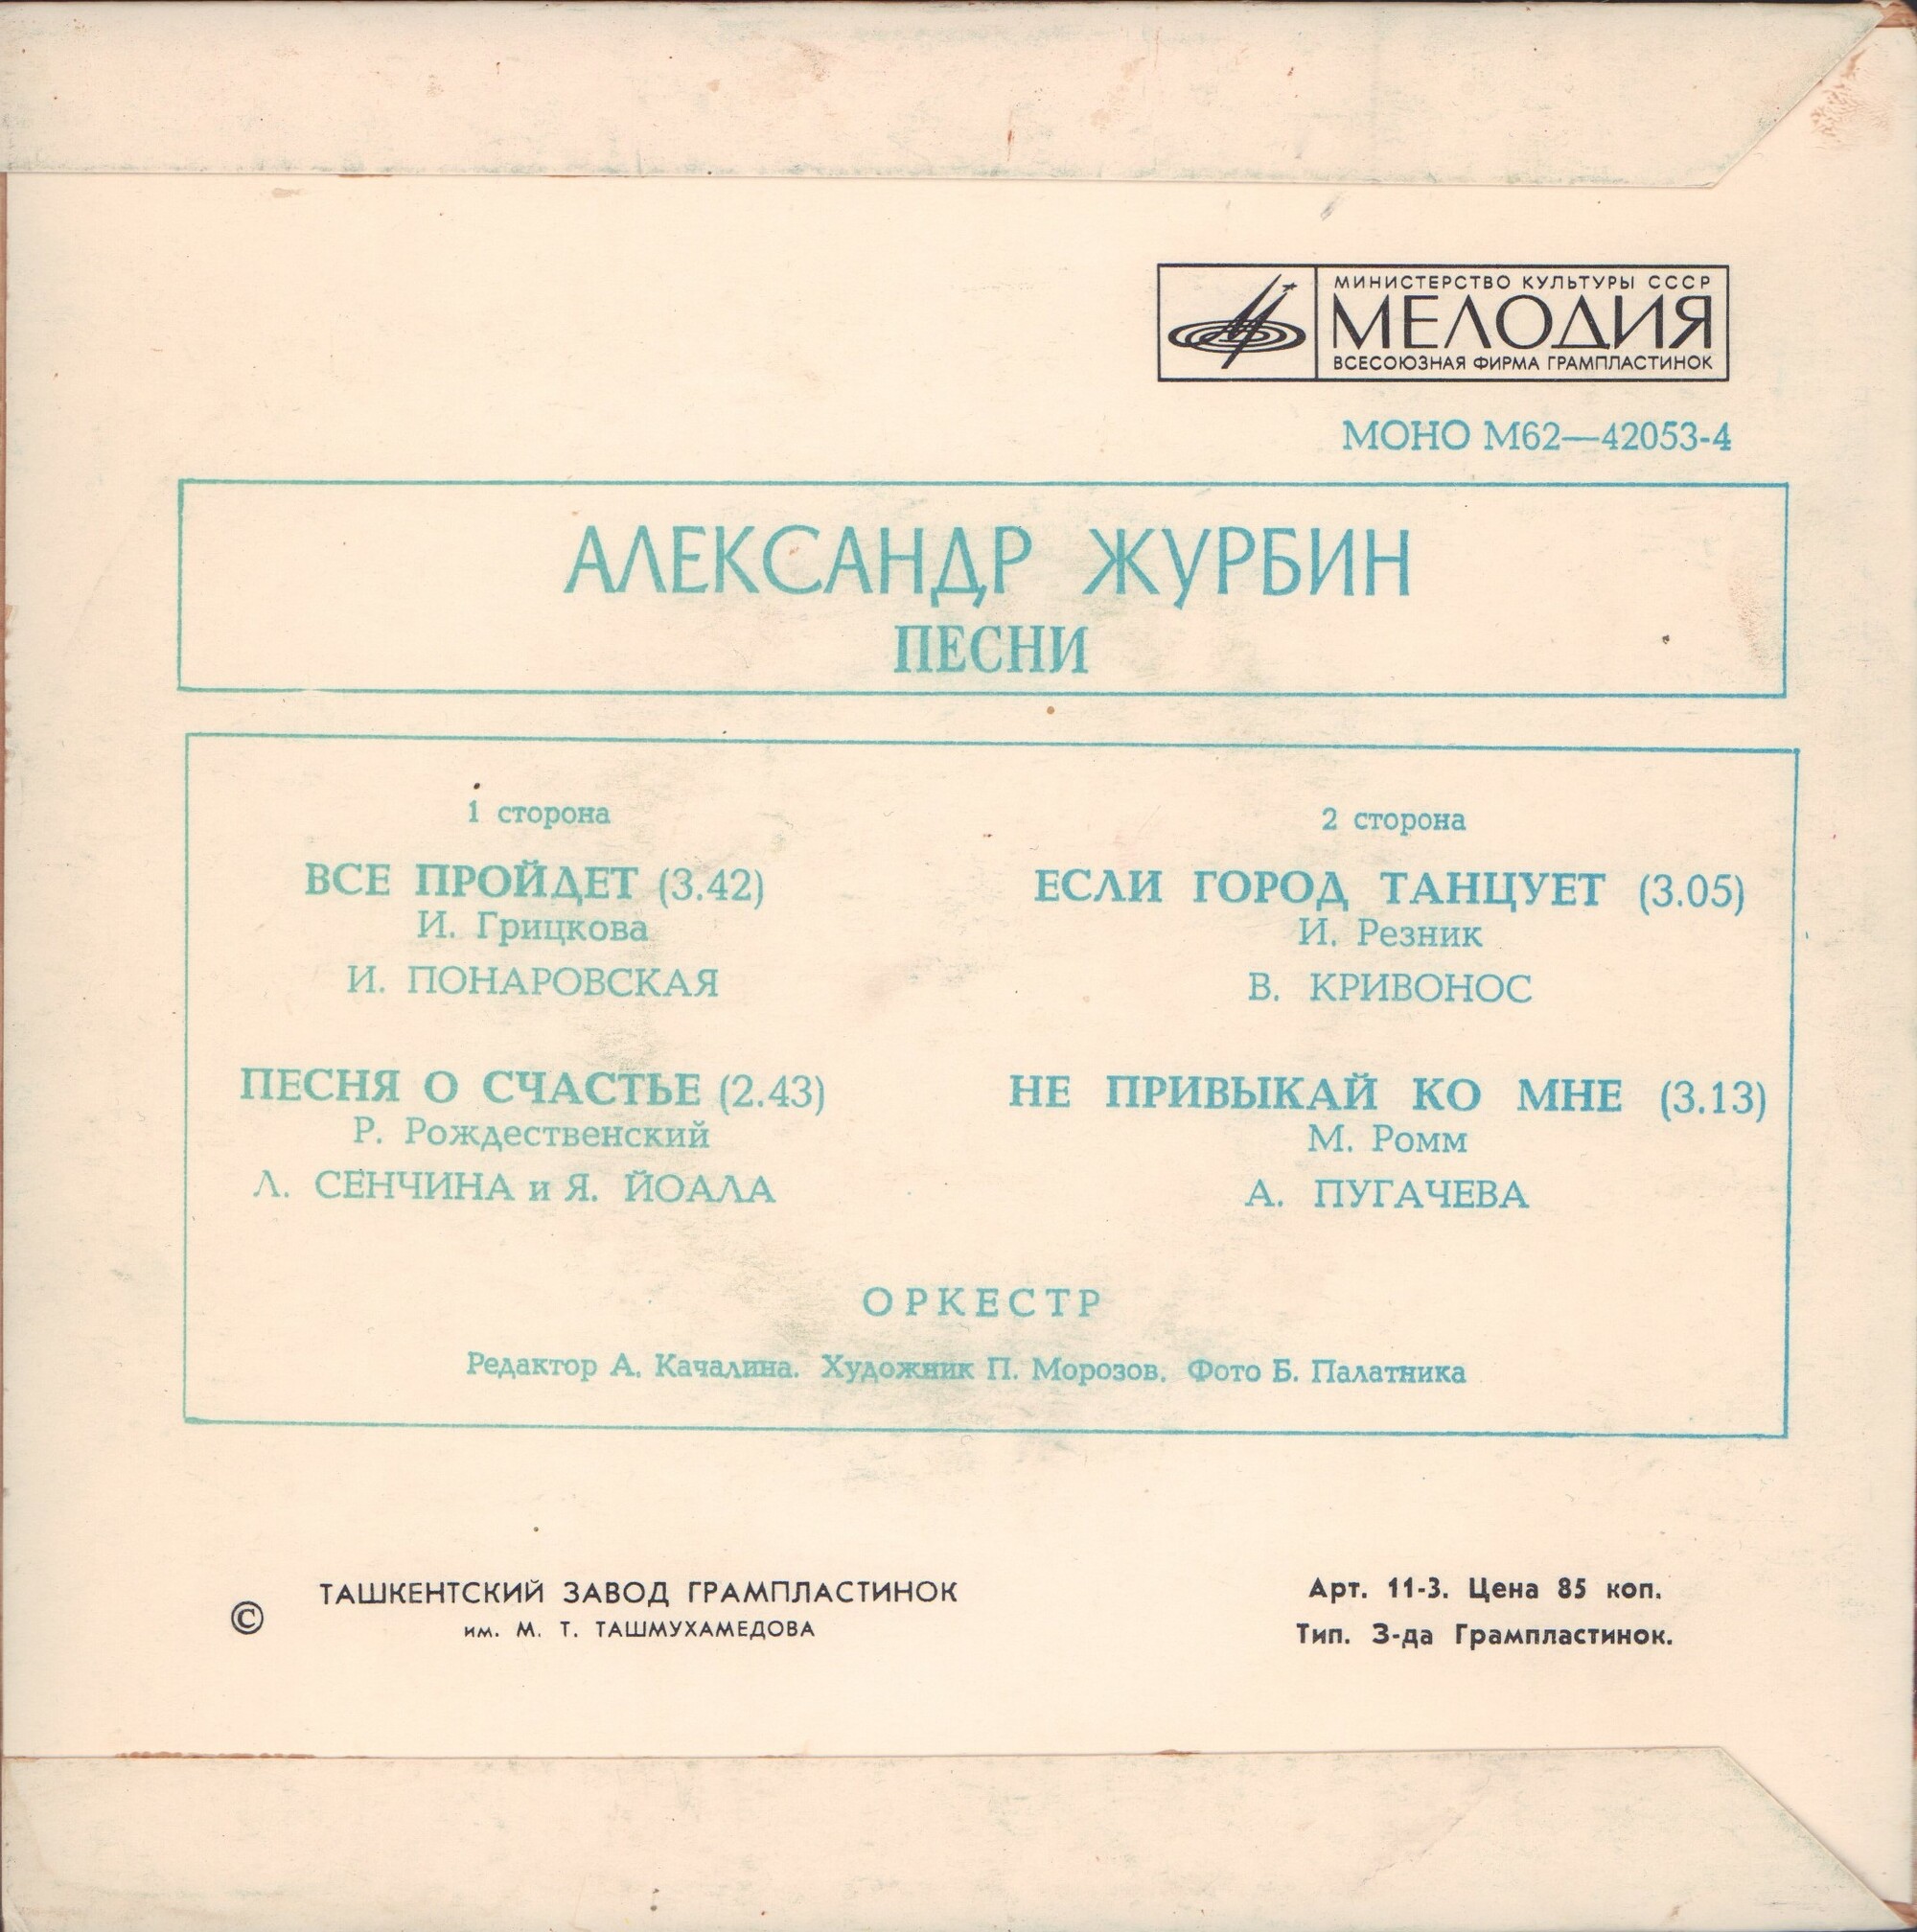 МИНИСТЕРСТВО КУЛЬТУРЫ СССР
МЕЛОДИЯ
ВСЕСОЮЗНАЯ ФИРМА ГРАМПЛАСТИНОК
МОНО М62—42053-4
АЛЕКСАНДР ЖУРБИН
ПЕСНИ
1 сторона
ВСЕ ПРОЙДЕТ (3.42)
И. Грицкова
И. ПОНАРОВСКАЯ
ПЕСНЯ О СЧАСТЬЕ (2.43)
Р. Рождественский
Л. СЕНЧИНА и Я. ЙОАЛА
2 сторона
ЕСЛИ ГОРОД ТАНЦУЕТ (3.05)
И. Резник
В. КРИВОНОС
НЕ ПРИВЫКАЙ КО МНЕ (3.13)
М. Ромм
А. ПУГАЧЕВА
ОРКЕСТР
Редактор А. Качалина. Художник П. Морозов. Фото Б. Палатника
© ТАШКЕНТСКИЙ ЗАВОД ГРАМПЛАСТИНОК
им. М. Т. ТАШМУХАМЕДОВА
Арт. 11-3. Цена 85 коп.
Тип. З-да Грампластинок.